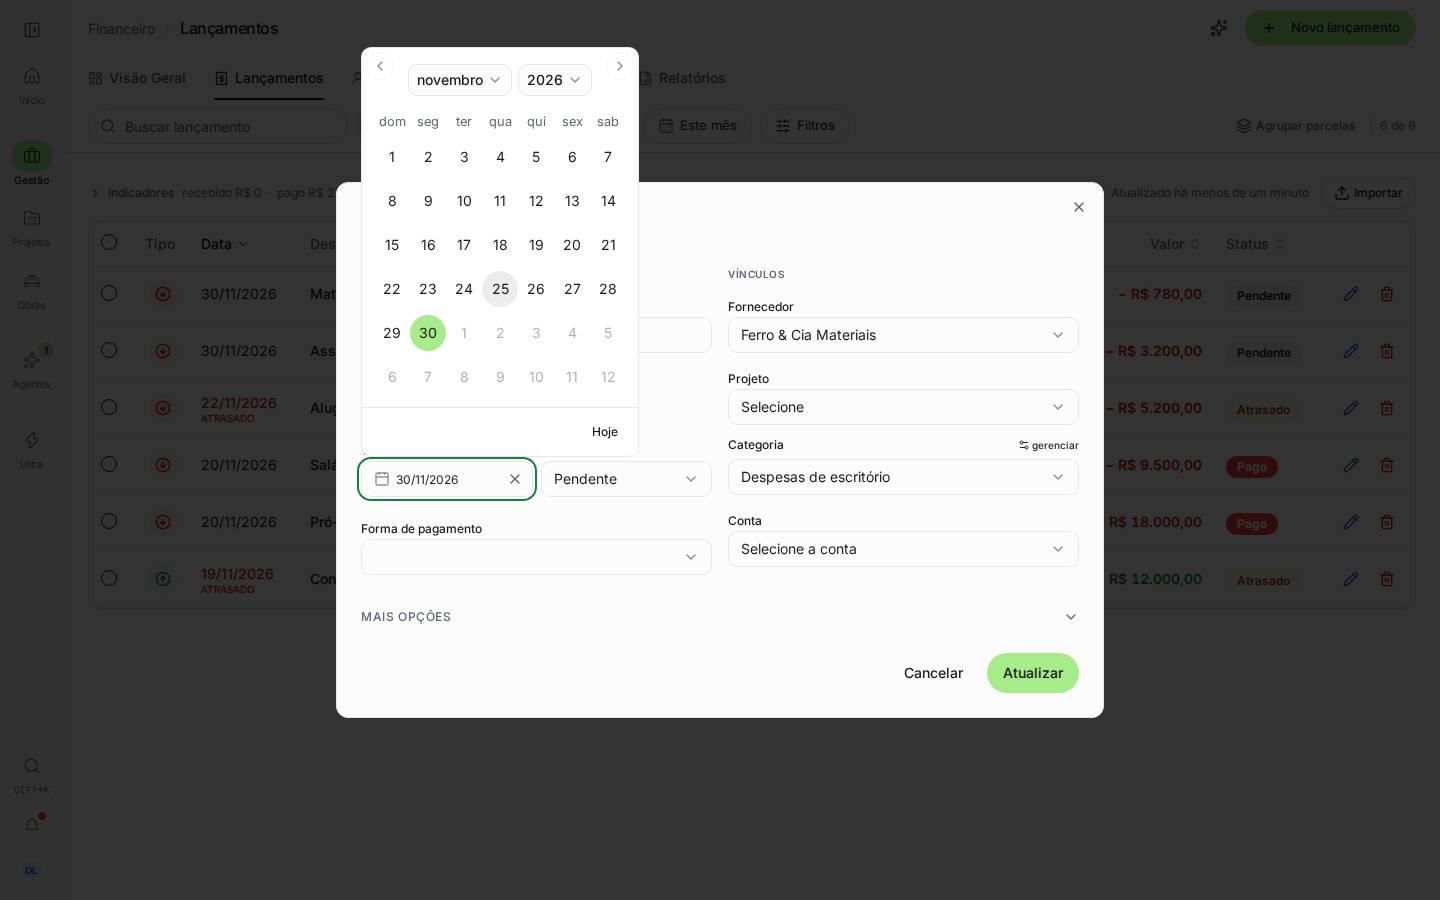 Financeiro > Lançamentos
Novo lançamento
Visão Geral
Lançamentos
Relatórios
Buscar lançamento
Este mês
Filtros
Agrupar parcelas
6 de 6
Indicadores recebido R$ 0 · pago R$ 2
Atualizado há menos de um minuto
Importar
Início
Gestão
Projetos
Obras
1
Agentes
Ultra
Ctrl+K
DL
Tipo Data Des Valor Status
30/11/2026 Mat − R$ 780,00 Pendente
30/11/2026 Ass − R$ 3.200,00 Pendente
22/11/2026 Alug − R$ 5.200,00 Atrasado
ATRASADO
20/11/2026 Salá − R$ 9.500,00 Pago
20/11/2026 Pró- R$ 18.000,00 Pago
19/11/2026 Con R$ 12.000,00 Atrasado
ATRASADO
novembro 2026
dom seg ter qua qui sex sab
1 2 3 4 5 6 7
8 9 10 11 12 13 14
15 16 17 18 19 20 21
22 23 24 25 26 27 28
29 30 1 2 3 4 5
6 7 8 9 10 11 12
Hoje
30/11/2026
Pendente
Forma de pagamento
VÍNCULOS
Fornecedor
Ferro & Cia Materiais
Projeto
Selecione
Categoria
gerenciar
Despesas de escritório
Conta
Selecione a conta
MAIS OPÇÕES
Cancelar
Atualizar